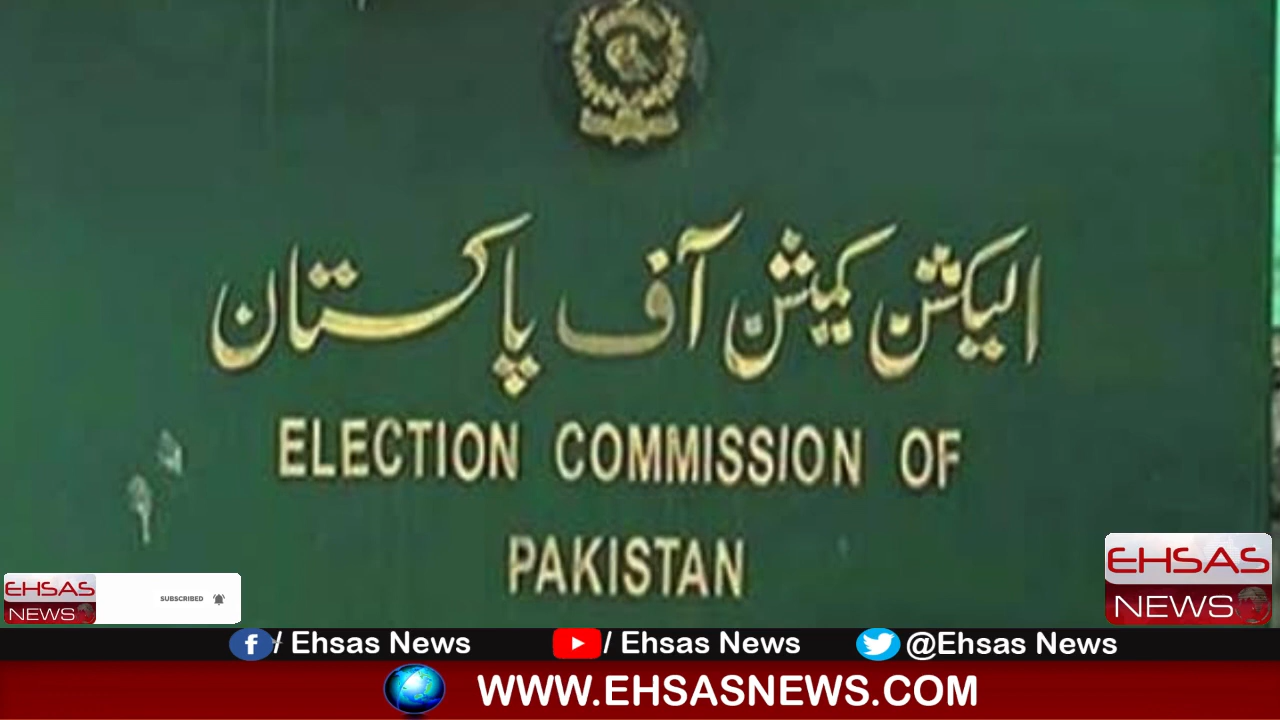 الیکشن کمیشن آف پاکستان
ELECTION COMMISSION OF
PAKISTAN
EHSAS
NEWS
SUBSCRIBED
EHSAS
NEWS
f / Ehsas News
/ Ehsas News
@Ehsas News
WWW.EHSASNEWS.COM